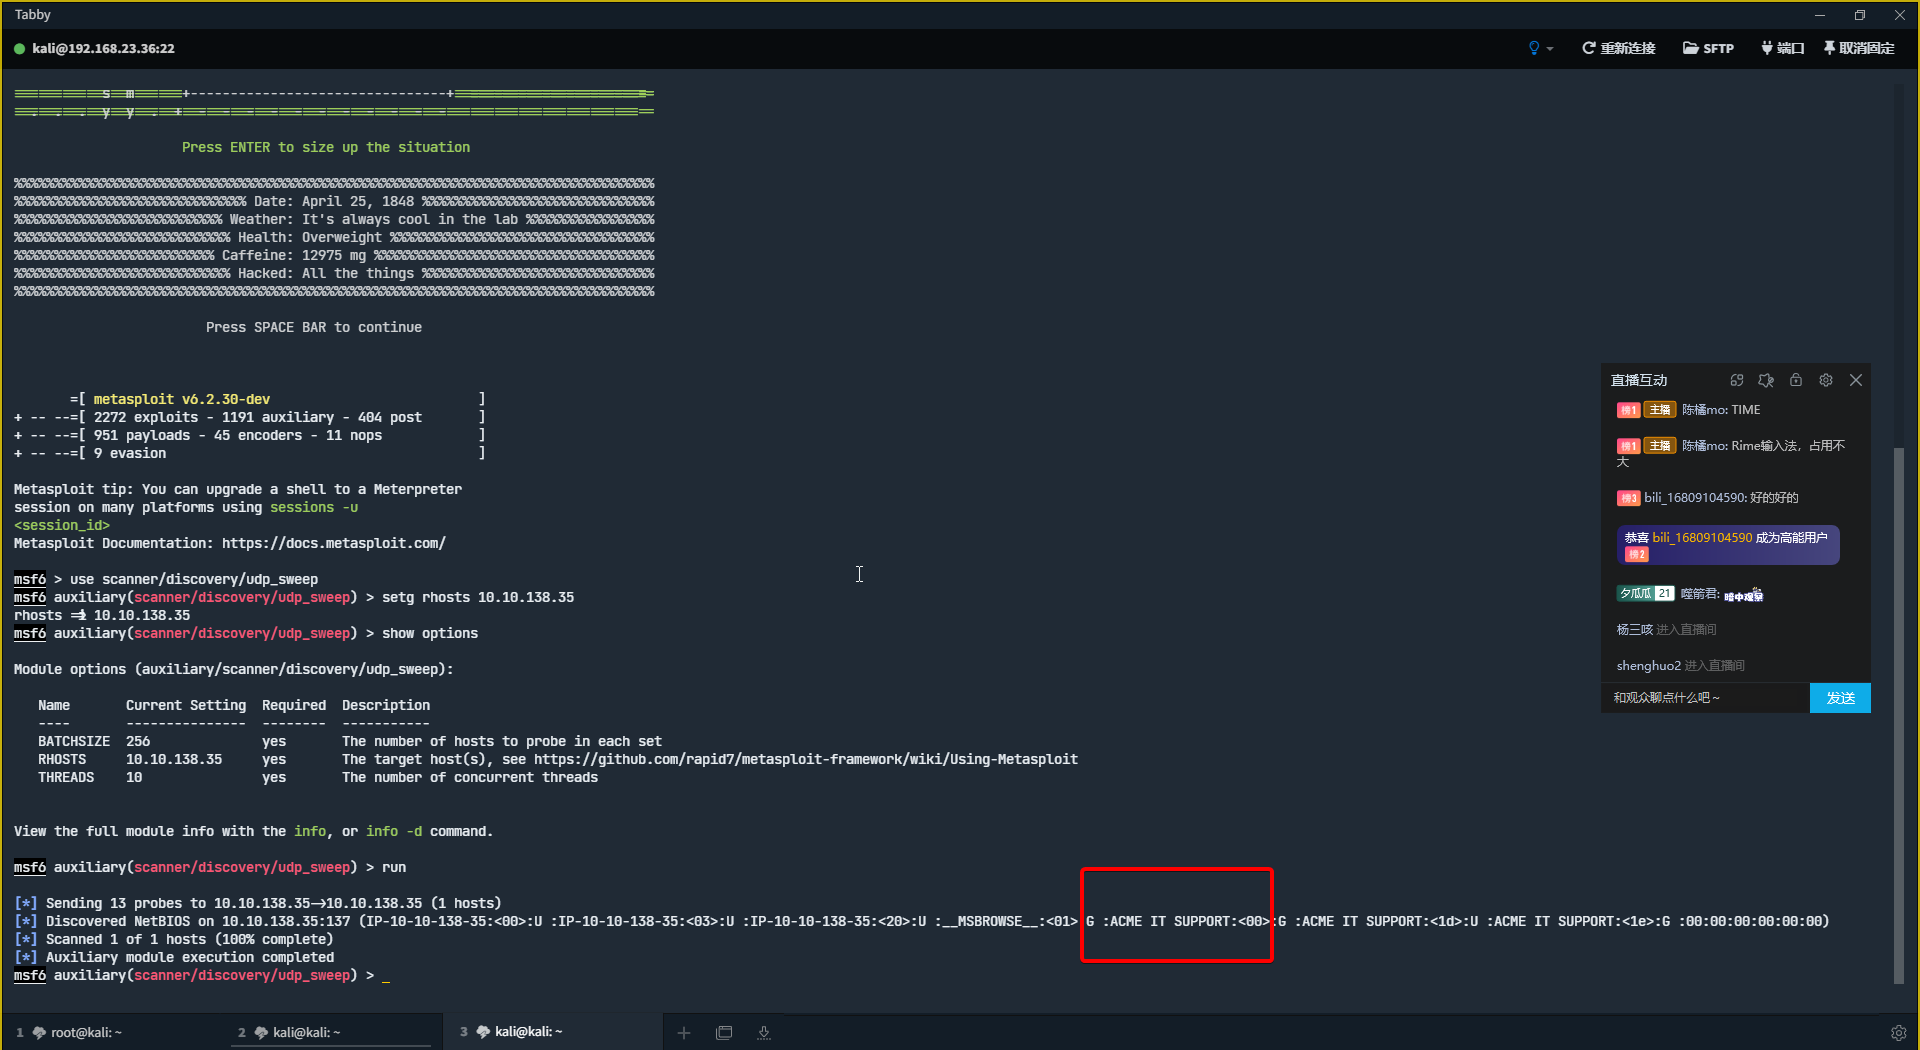 Tabby
kali@192.168.23.36:22
重新连接
SFTP
端口
取消固定
===========s==m======+--------------------------------+=========================
. . . y y . + - - - - - - - - - - -
Press ENTER to size up the situation
%%%%%%%%%%%%%%%%%%%%%%%%%%%%%%%%%%%%%%%%%%%%%%%%%%%%%%%%%%%%%%%%%%%%%%%%%%%%%%
%%%%%%%%%%%%%%%%%%%%%%%%%%%%% Date: April 25, 1848 %%%%%%%%%%%%%%%%%%%%%%%%%%%%%
%%%%%%%%%%%%%%%%%%%%%%%%%% Weather: It's always cool in the lab %%%%%%%%%%%%%%%%
%%%%%%%%%%%%%%%%%%%%%%%%%%% Health: Overweight %%%%%%%%%%%%%%%%%%%%%%%%%%%%%%%%%
%%%%%%%%%%%%%%%%%%%%%%%%% Caffeine: 12975 mg %%%%%%%%%%%%%%%%%%%%%%%%%%%%%%%%%%%
%%%%%%%%%%%%%%%%%%%%%%%%%%% Hacked: All the things %%%%%%%%%%%%%%%%%%%%%%%%%%%%%
%%%%%%%%%%%%%%%%%%%%%%%%%%%%%%%%%%%%%%%%%%%%%%%%%%%%%%%%%%%%%%%%%%%%%%%%%%%%%%
Press SPACE BAR to continue
=[ metasploit v6.2.30-dev ]
+ -- --=[ 2272 exploits - 1191 auxiliary - 404 post ]
+ -- --=[ 951 payloads - 45 encoders - 11 nops ]
+ -- --=[ 9 evasion ]
Metasploit tip: You can upgrade a shell to a Meterpreter
session on many platforms using sessions -u
<session_id>
Metasploit Documentation: https://docs.metasploit.com/
msf6 > use scanner/discovery/udp_sweep
msf6 auxiliary(scanner/discovery/udp_sweep) > setg rhosts 10.10.138.35
rhosts => 10.10.138.35
msf6 auxiliary(scanner/discovery/udp_sweep) > show options
Module options (auxiliary/scanner/discovery/udp_sweep):
Name Current Setting Required Description
---- --------------- -------- -----------
BATCHSIZE 256 yes The number of hosts to probe in each set
RHOSTS 10.10.138.35 yes The target host(s), see https://github.com/rapid7/metasploit-framework/wiki/Using-Metasploit
THREADS 10 yes The number of concurrent threads
View the full module info with the info, or info -d command.
msf6 auxiliary(scanner/discovery/udp_sweep) > run
[*] Sending 13 probes to 10.10.138.35->10.10.138.35 (1 hosts)
[*] Discovered NetBIOS on 10.10.138.35:137 (IP-10-10-138-35:<00>:U :IP-10-10-138-35:<03>:U :IP-10-10-138-35:<20>:U :__MSBROWSE__:<01>:G :ACME IT SUPPORT:<00>:G :ACME IT SUPPORT:<1d>:U :ACME IT SUPPORT:<1e>:G :00:00:00:00:00:00)
[*] Scanned 1 of 1 hosts (100% complete)
[*] Auxiliary module execution completed
msf6 auxiliary(scanner/discovery/udp_sweep) > _
直播互动
榜1 主播 陈橘mo: TIME
榜1 主播 陈橘mo: Rime输入法，占用不
大
榜3 bili_16809104590: 好的好的
恭喜 bili_16809104590 成为高能用户
榜2
夕瓜瓜 21 噬箭君: 暗中观察
杨三咳 进入直播间
shenghuo2 进入直播间
和观众聊点什么吧～
发送
1 root@kali: ~
2 kali@kali: ~
3 kali@kali: ~